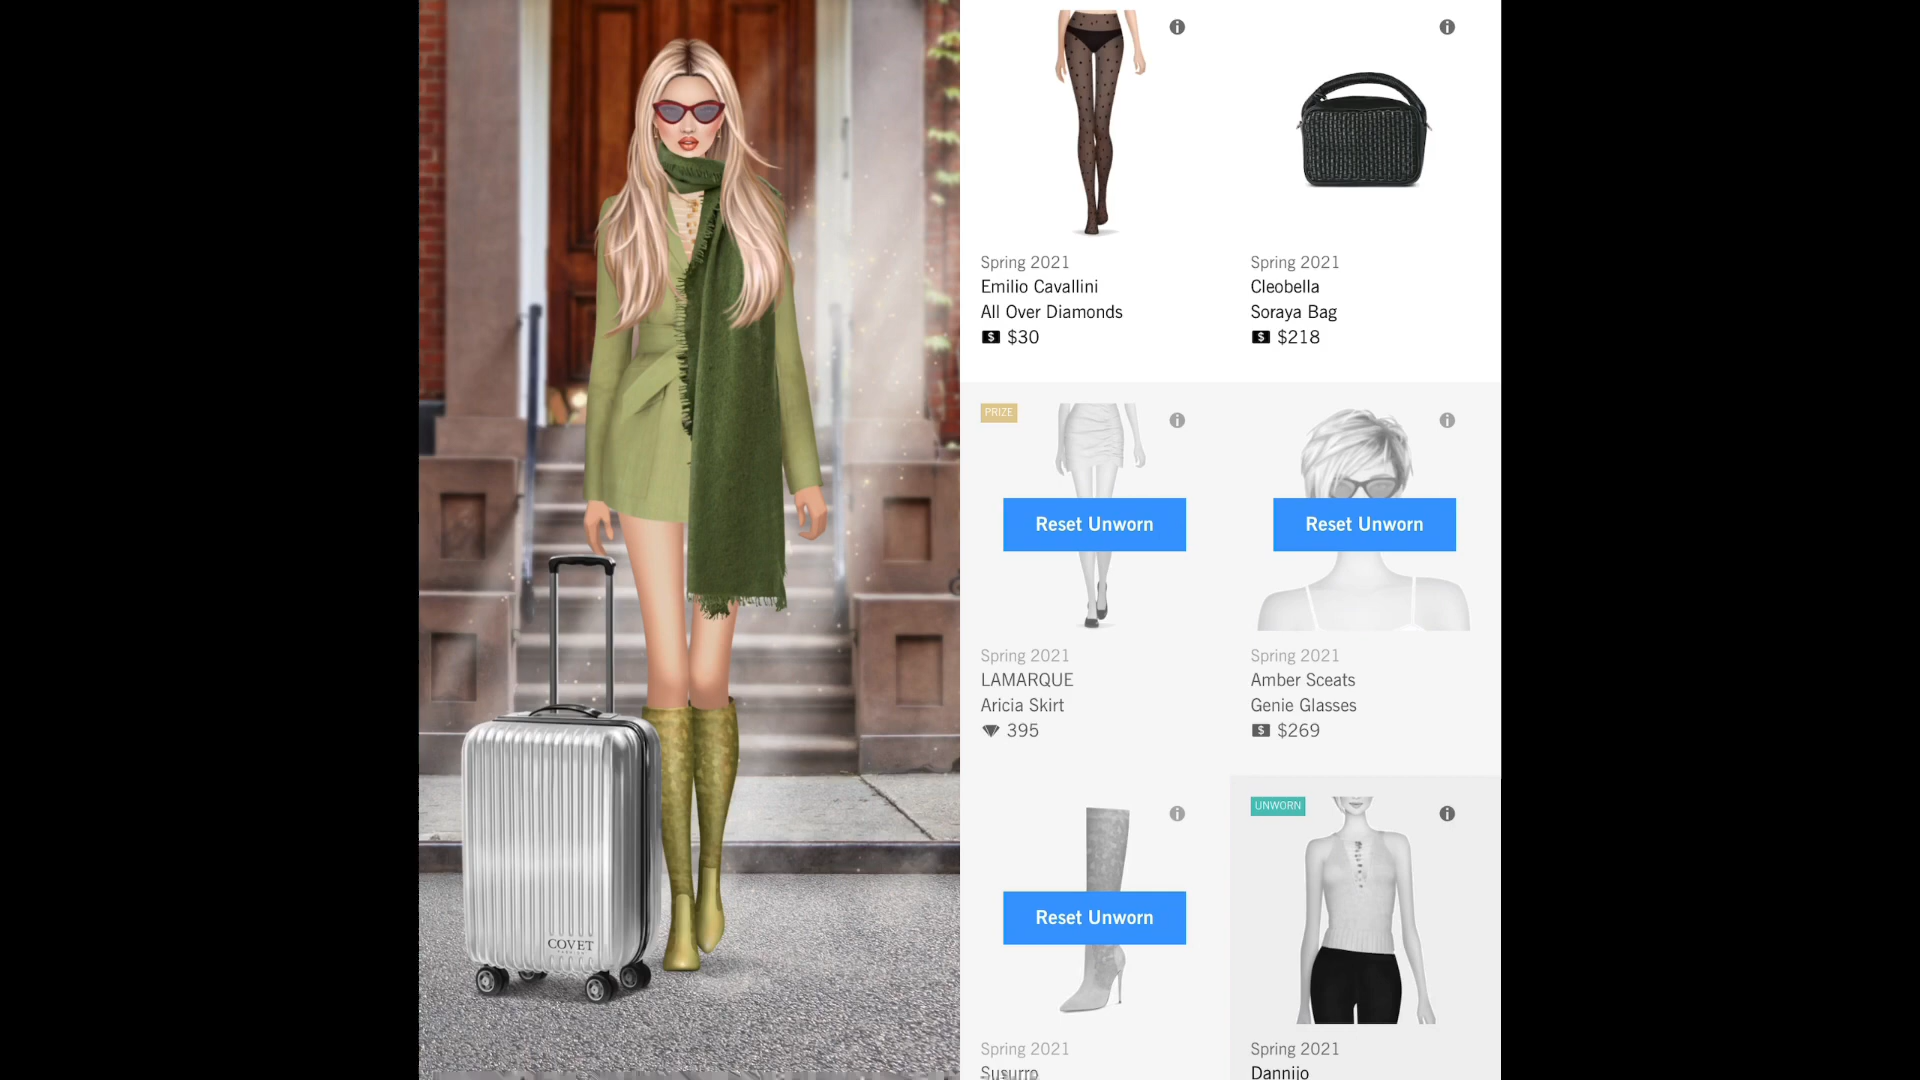 COVET
Spring 2021
Emilio Cavallini
All Over Diamonds
$30
Spring 2021
Cleobella
Soraya Bag
$218
PRIZE
Reset Unworn
Spring 2021
LAMARQUE
Aricia Skirt
395
Reset Unworn
Spring 2021
Amber Sceats
Genie Glasses
$269
Reset Unworn
Spring 2021
Susurro
UNWORN
Spring 2021
Dannijo